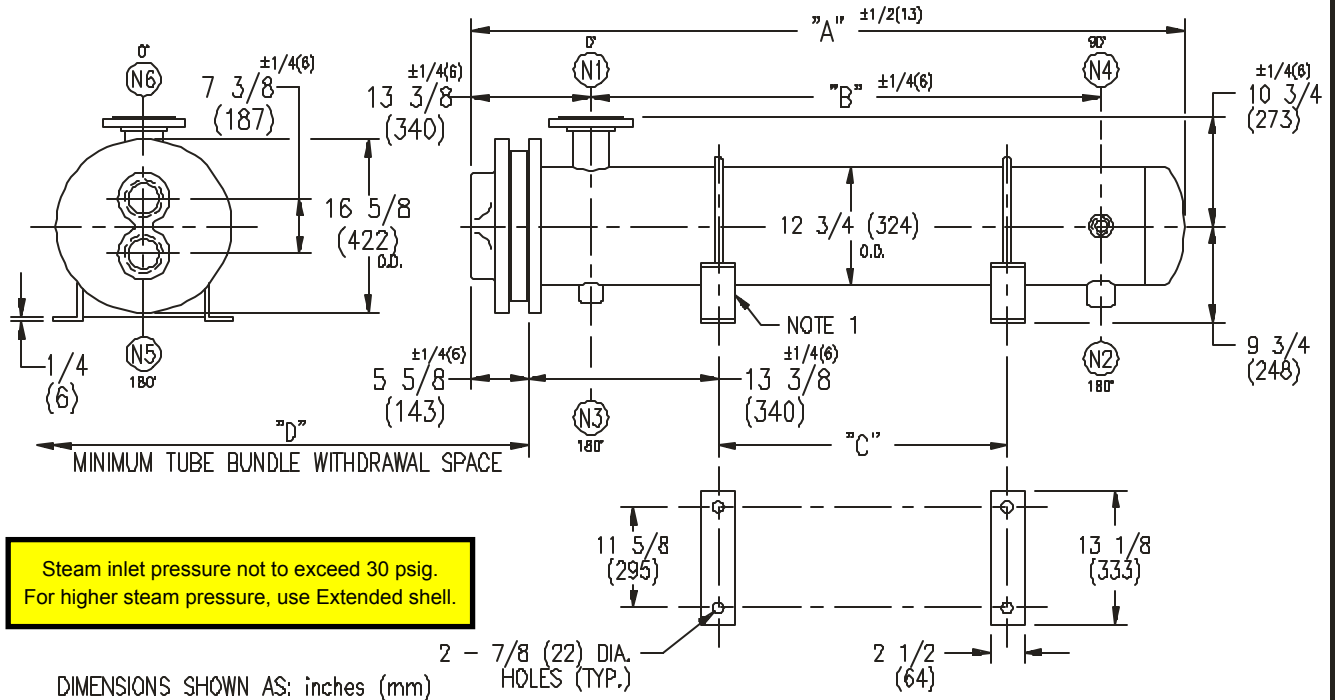 "A" ±1/2(13)
0°
N6
±1/4(6)
7 3/8
(187)
±1/4(6)
13 3/8
(340)
0°
N1
"B" ±1/4(6)
90°
N4
±1/4(6)
10 3/4
(273)
16 5/8
(422)
O.D.
12 3/4 (324)
O.D.
NOTE 1
1/4
(6)
N5
180°
±1/4(6)
5 5/8
(143)
N3
180°
±1/4(6)
13 3/8
(340)
N2
180°
9 3/4
(248)
"D"
MINIMUM TUBE BUNDLE WITHDRAWAL SPACE
"C"
11 5/8
(295)
13 1/8
(333)
Steam inlet pressure not to exceed 30 psig.
For higher steam pressure, use Extended shell.
2 - 7/8 (22) DIA.
HOLES (TYP.)
2 1/2
(64)
DIMENSIONS SHOWN AS: inches (mm)